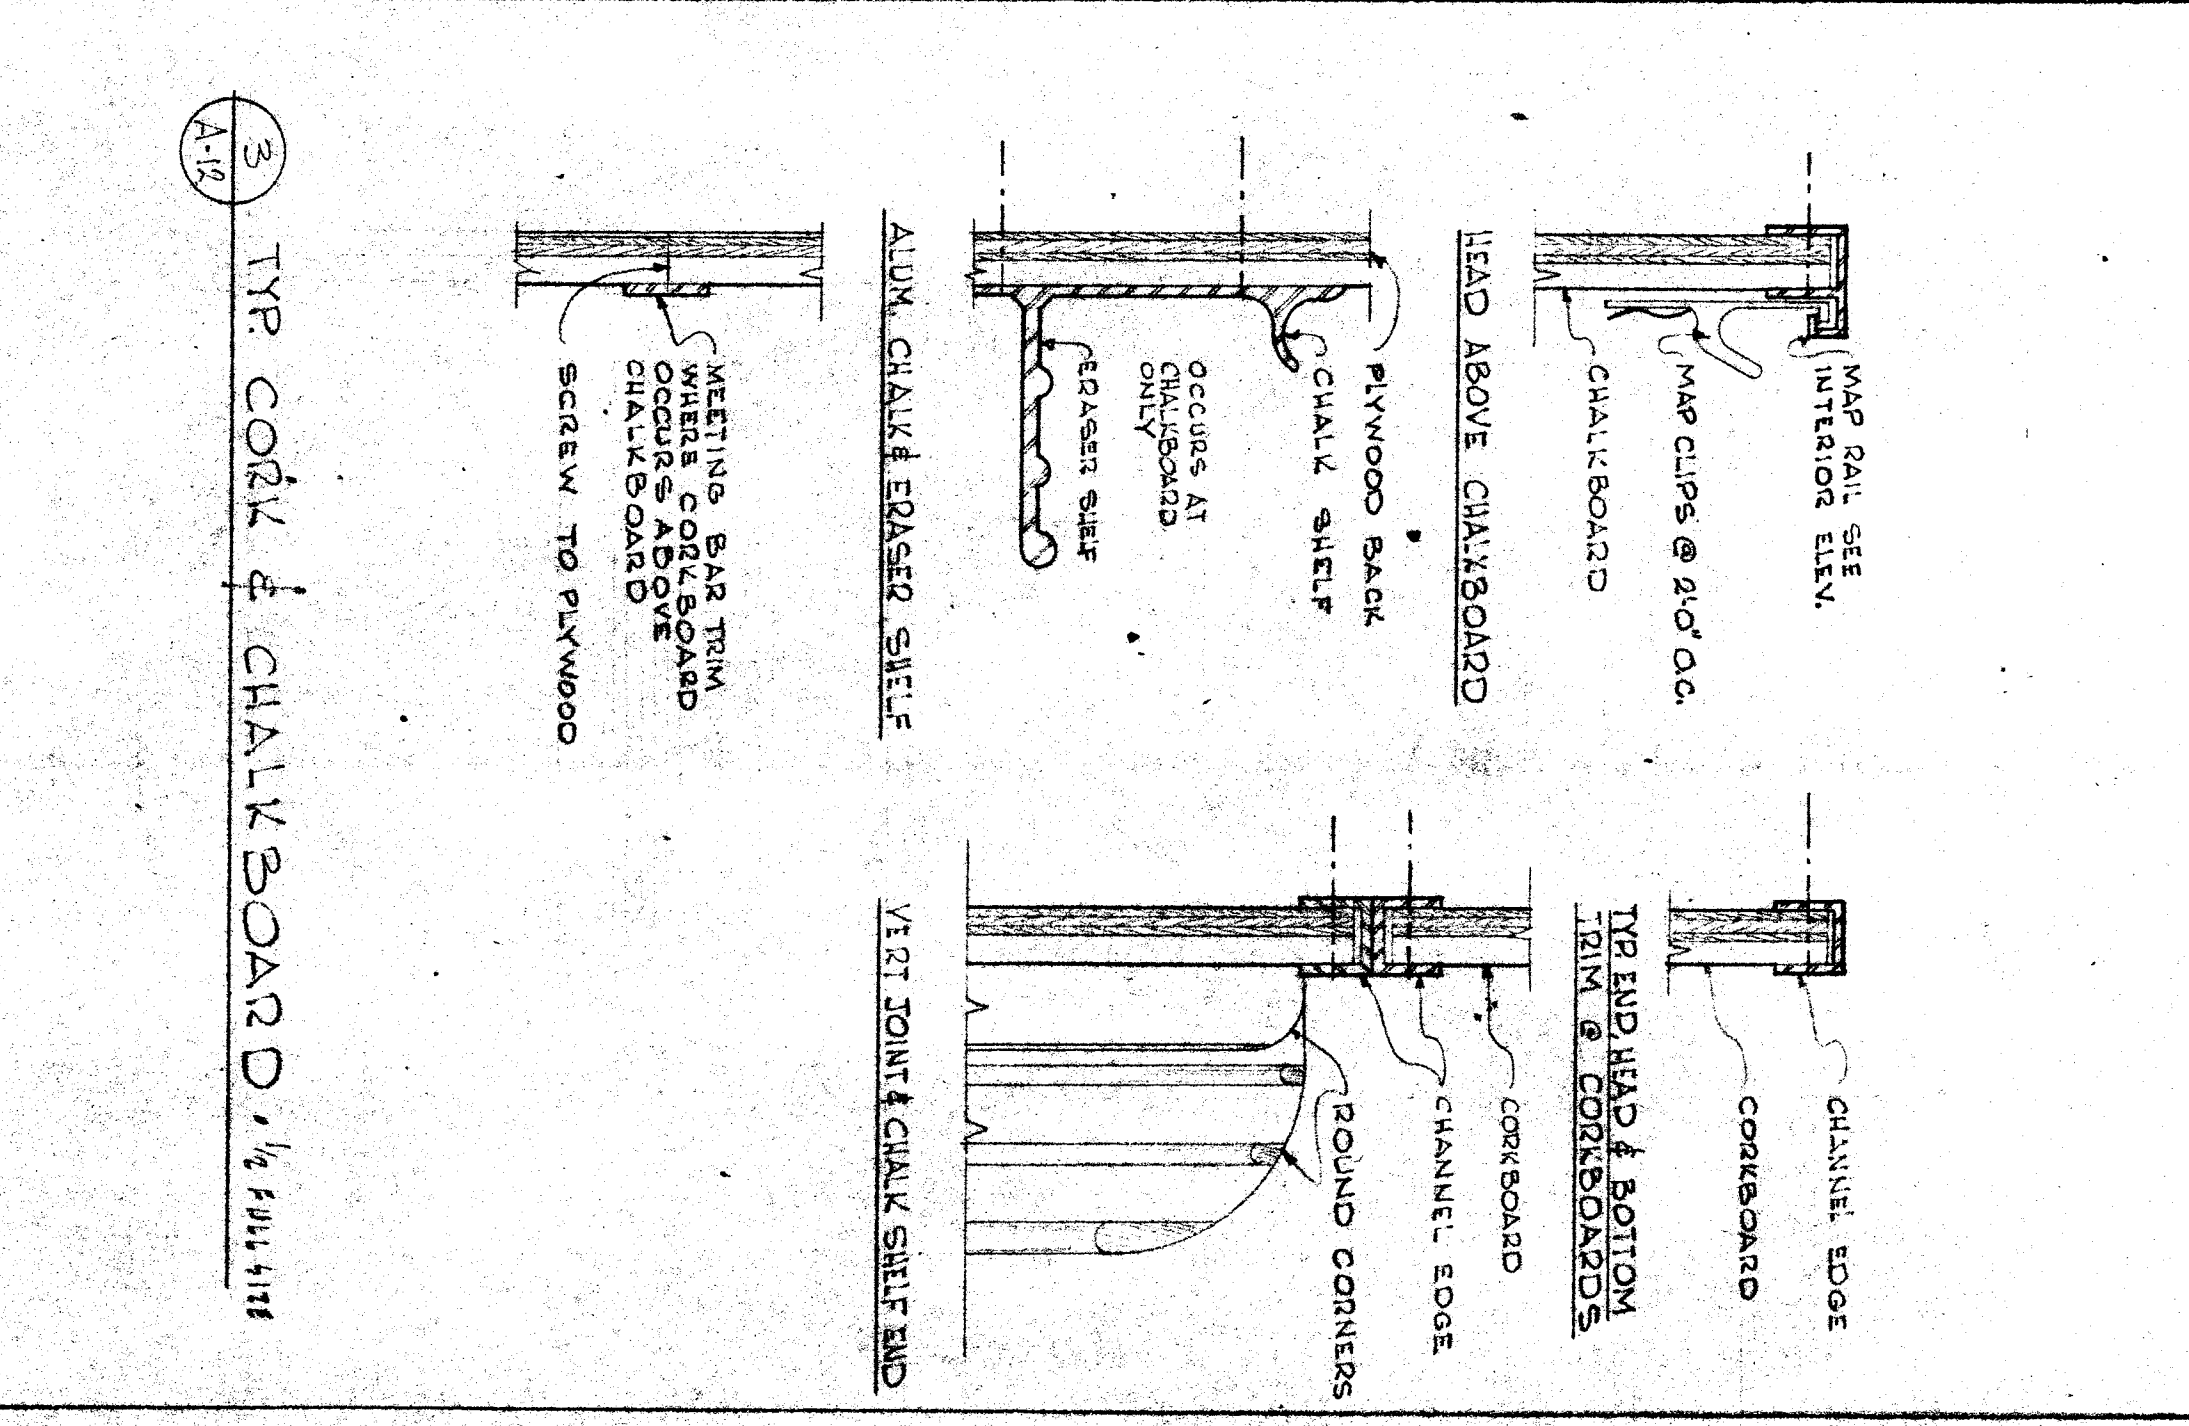 MAP RAIL SEE
INTERIOR ELEV.
MAP CLIPS @ 2'0" O.C.
CHALKBOARD
HEAD ABOVE CHALKBOARD
CHANNEL EDGE
CORKBOARD
TYP. END, HEAD & BOTTOM
TRIM @ CORKBOARDS
PLYWOOD BACK
CHALK SHELF
OCCURS AT
CHALKBOARD
ONLY
ERASER SHELF
ALUM. CHALK & ERASER SHELF
CORKBOARD
CHANNEL EDGE
ROUND CORNERS
VERT JOINT & CHALK SHELF END
MEETING BAR TRIM
WHERE CORKBOARD
OCCURS ABOVE
CHALKBOARD
SCREW TO PLYWOOD
3
A-12
TYP. CORK & CHALKBOARD · 1/2 FULL SIZE